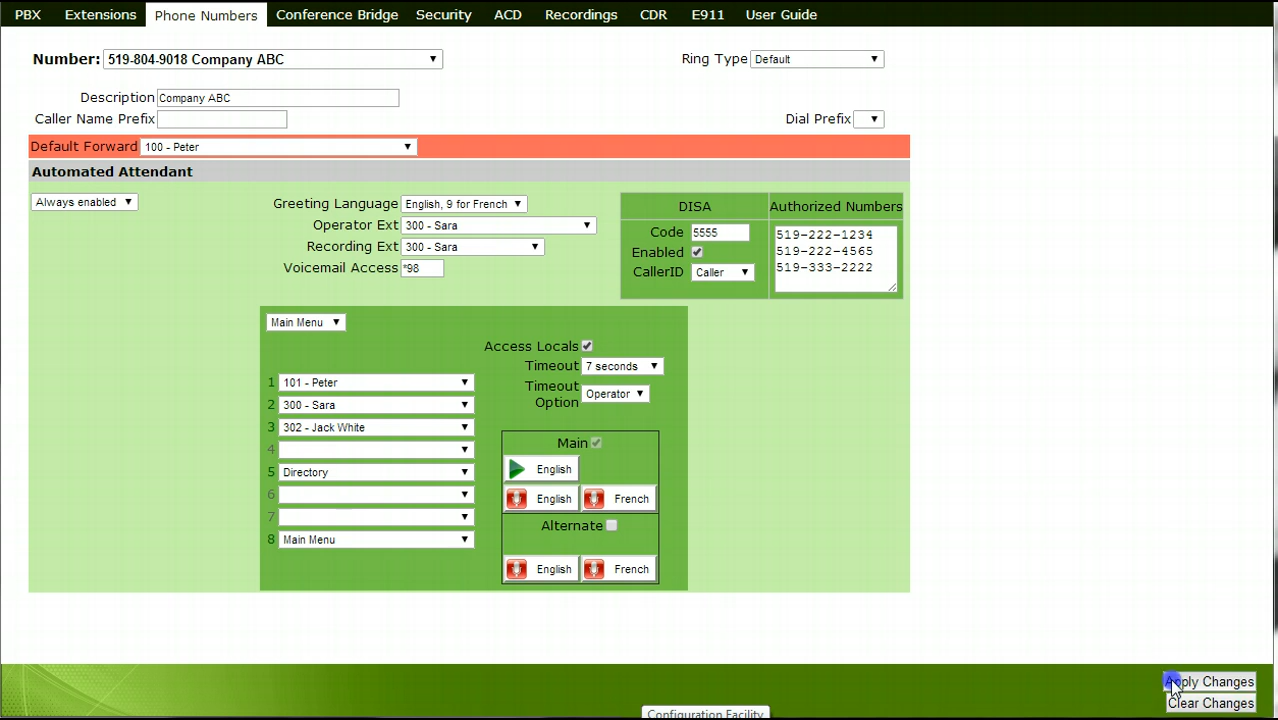 PBX Extensions Phone Numbers Conference Bridge Security ACD Recordings CDR E911 User Guide
Number: 519-804-9018 Company ABC Ring Type Default
Description Company ABC
Caller Name Prefix Dial Prefix
Default Forward 100 - Peter
Automated Attendant
Always enabled
Greeting Language English, 9 for French
Operator Ext 300 - Sara
Recording Ext 300 - Sara
Voicemail Access *98
DISA Authorized Numbers
Code 5555
Enabled
CallerID Caller
519-222-1234
519-222-4565
519-333-2222
Main Menu
Access Locals
Timeout 7 seconds
Timeout
Option Operator
1 101 - Peter
2 300 - Sara
3 302 - Jack White
4
5 Directory
6
7
8 Main Menu
Main
English
English French
Alternate
English French
Apply Changes
Clear Changes
Configuration Facility